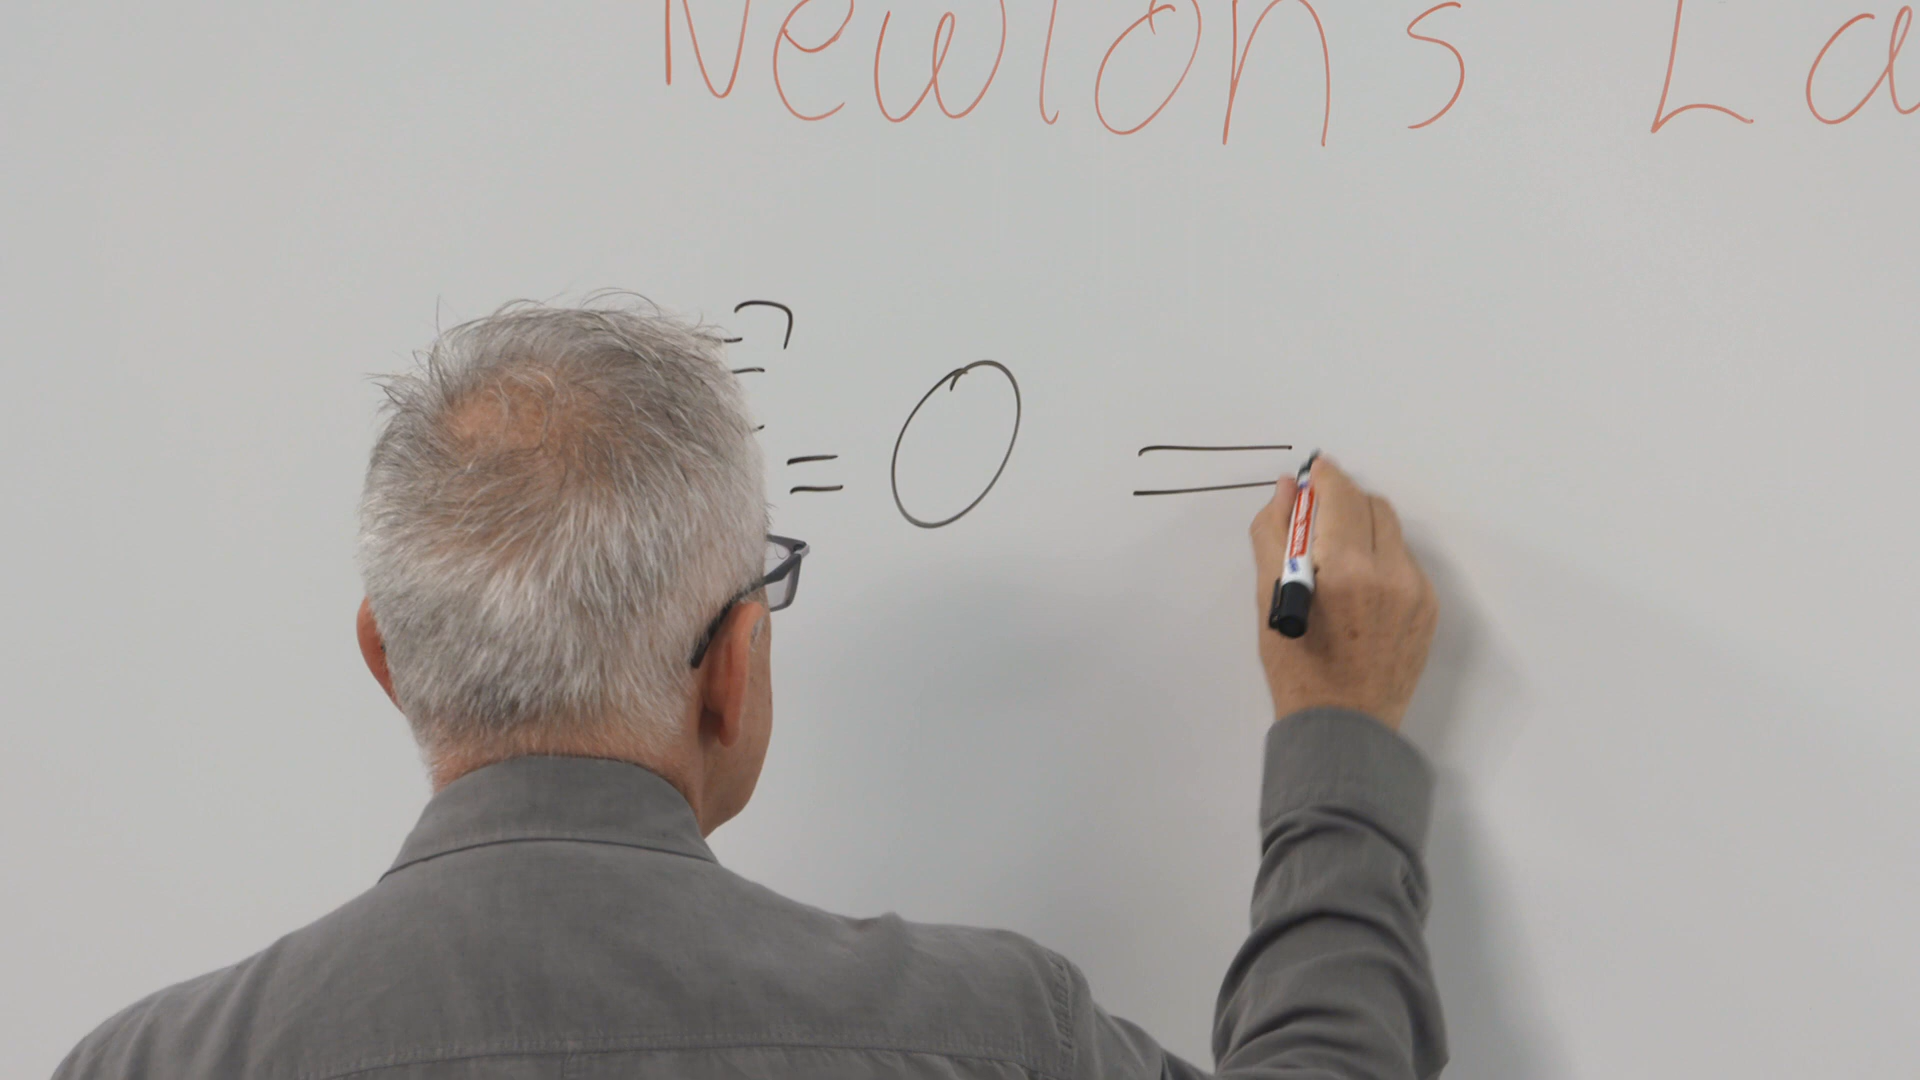 Newton's La
= 0 =